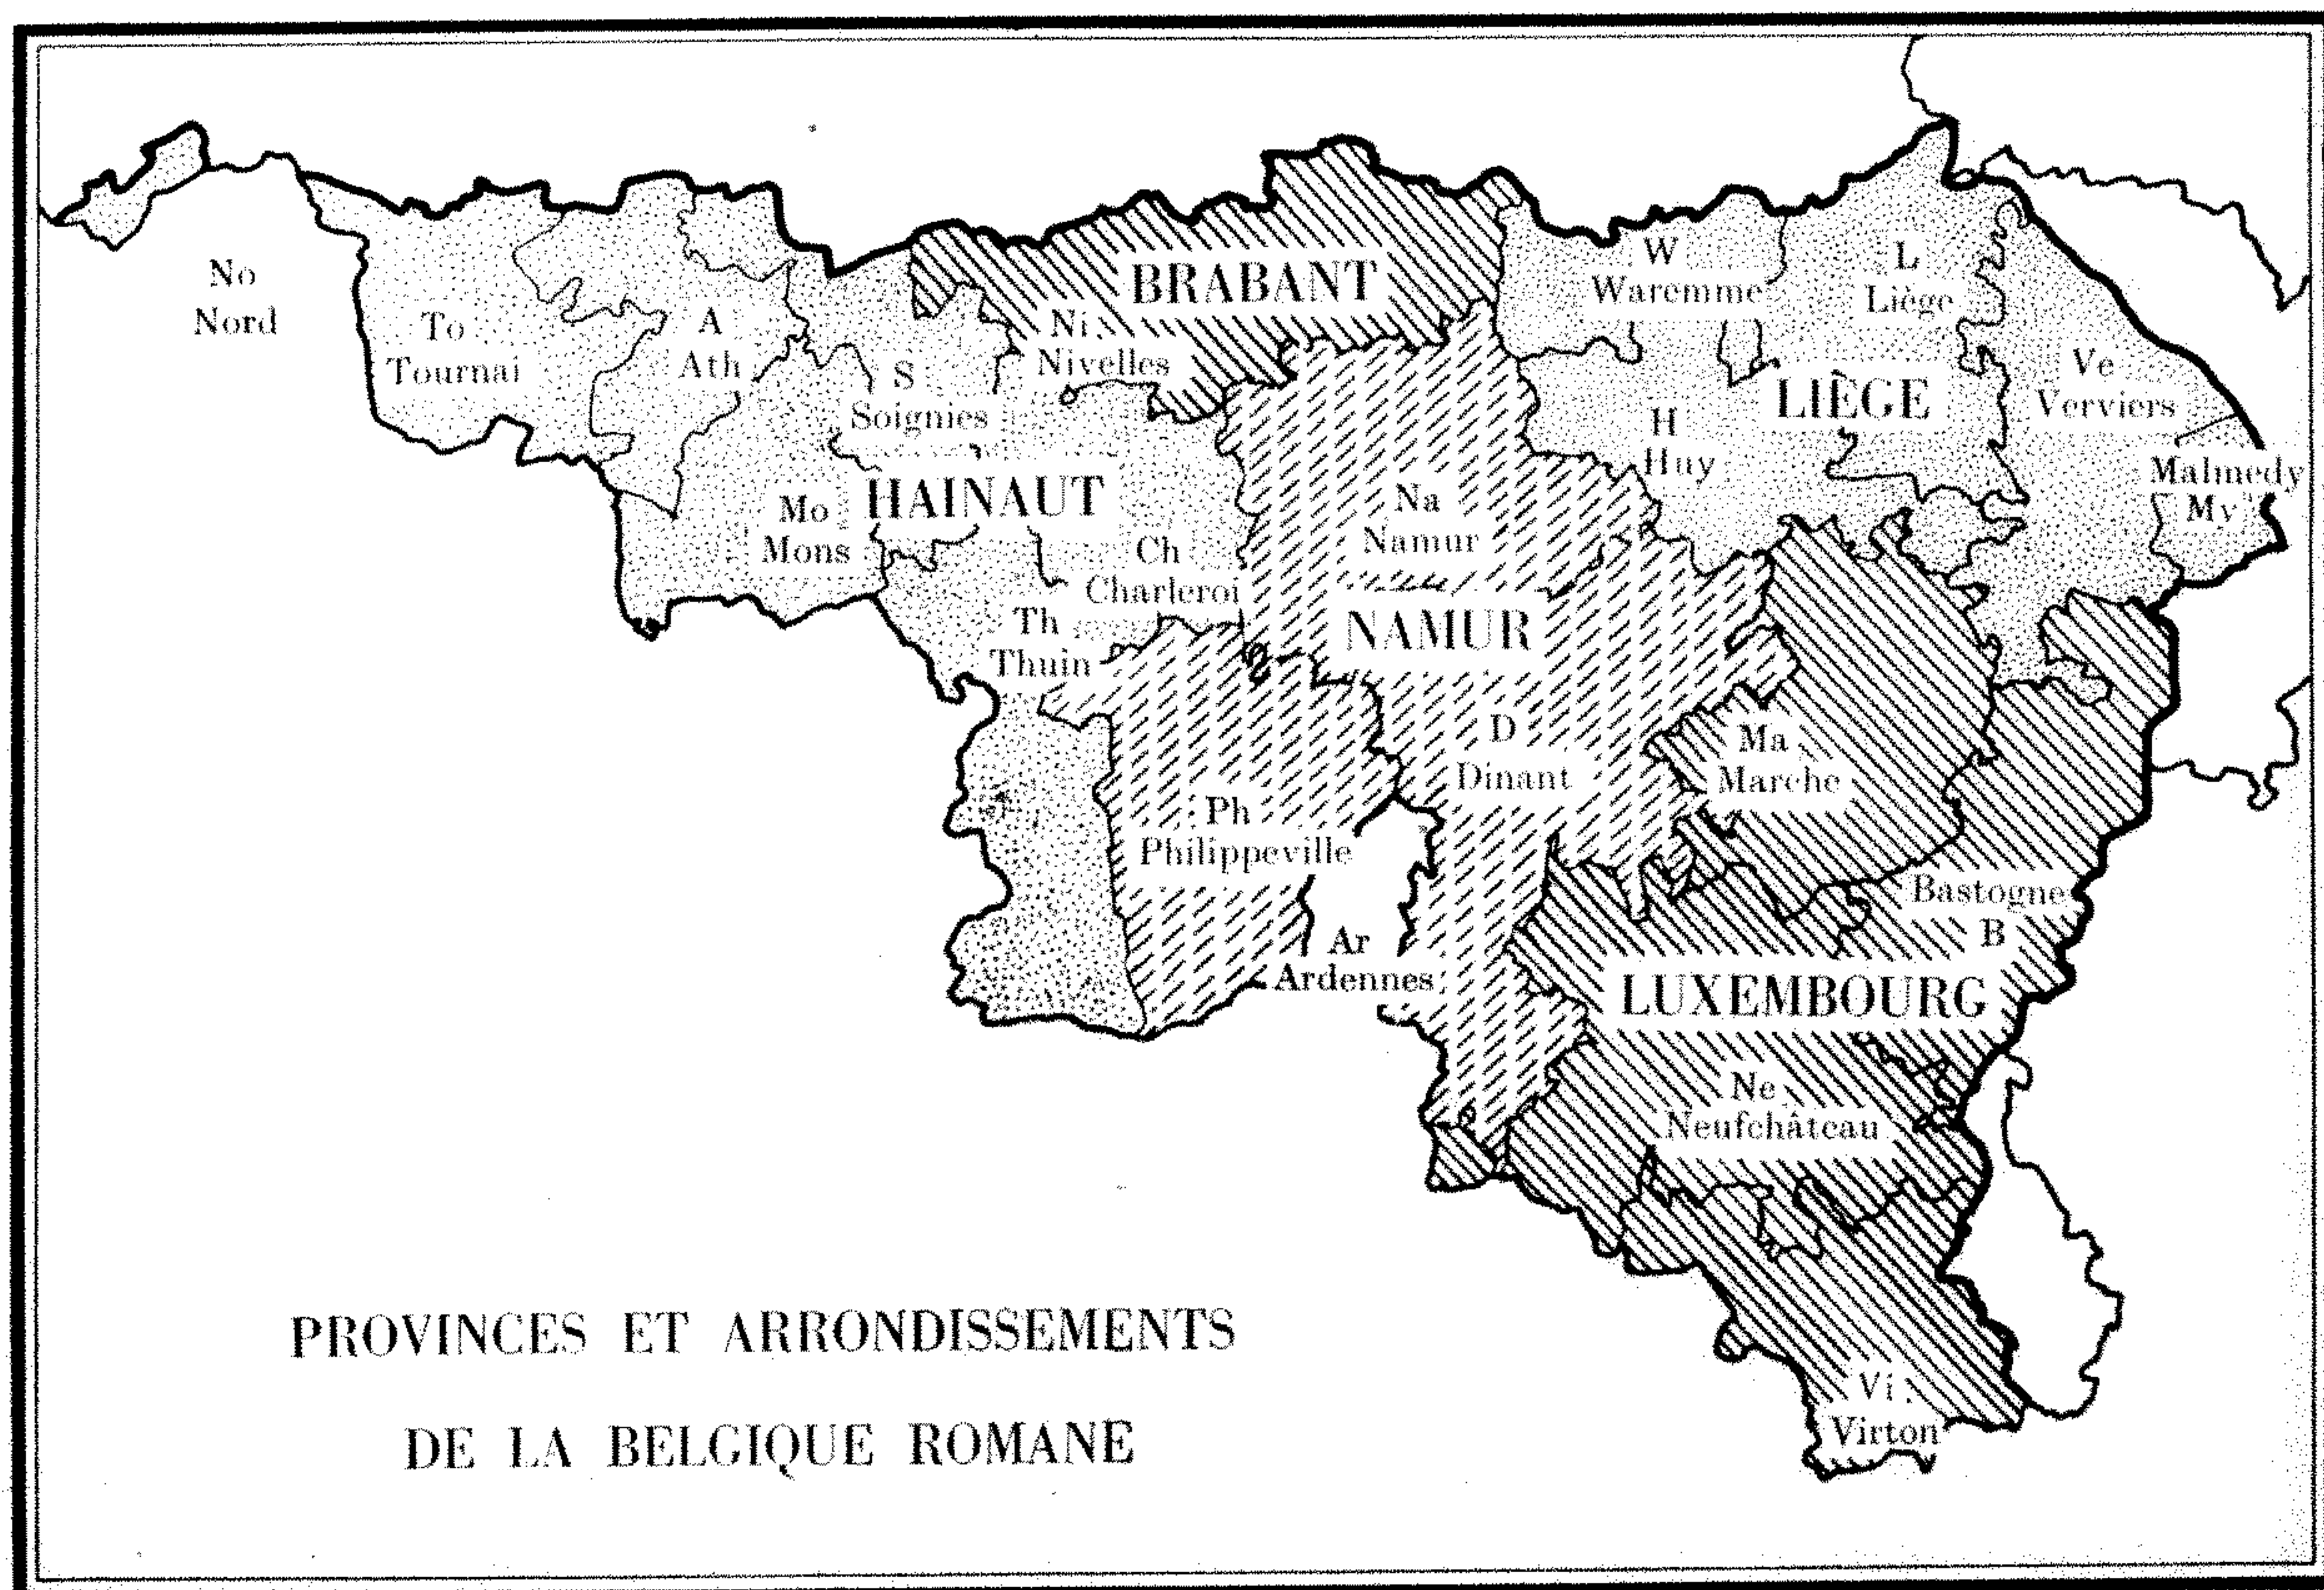 No
Nord
To
Tournai
A
Ath
S
Soignies
Mo
Mons
HAINAUT
Ch
Charleroi
Th
Thuin
BRABANT
Ni
Nivelles
W
Waremme
L
Liège
LIÈGE
H
Huy
Ve
Verviers
Malmedy
My
Na
Namur
NAMUR
D
Dinant
Ph
Philippeville
Ar
Ardennes
Ma
Marche
Bastogne
B
LUXEMBOURG
Ne
Neufchâteau
Vi
Virton
PROVINCES ET ARRONDISSEMENTS
DE LA BELGIQUE ROMANE